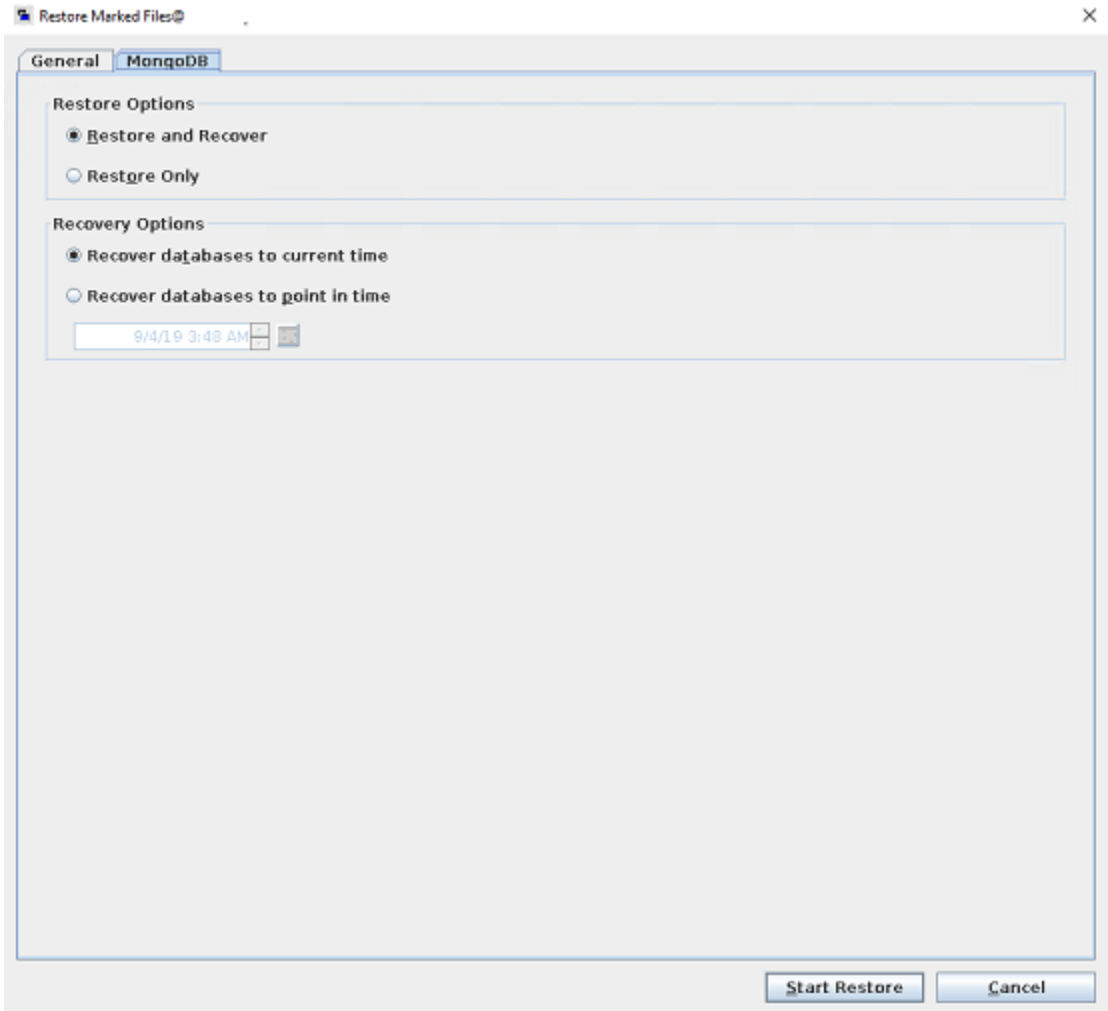 Restore Marked Files@
General MongoDB
Restore Options
Restore and Recover
Restore Only
Recovery Options
Recover databases to current time
Recover databases to point in time
9/4/19 3:48 AM
Start Restore Cancel